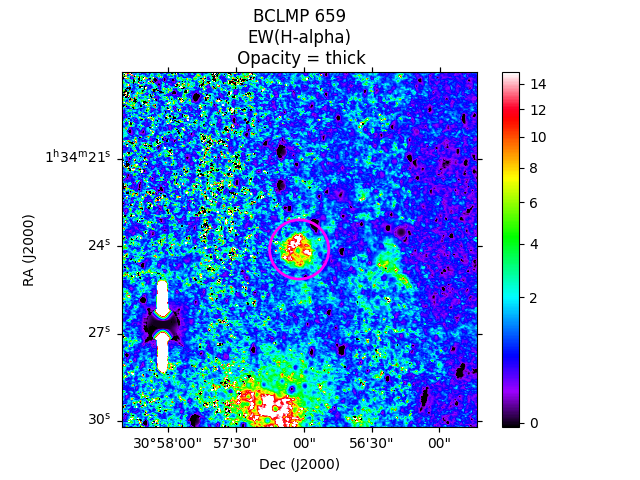 BCLMP 659
EW(H-alpha)
Opacity = thick
14
12
10
8
6
4
2
0
1h34m21s
24s
27s
30s
RA (J2000)
30°58'00" 57'30" 00" 56'30" 00"
Dec (J2000)